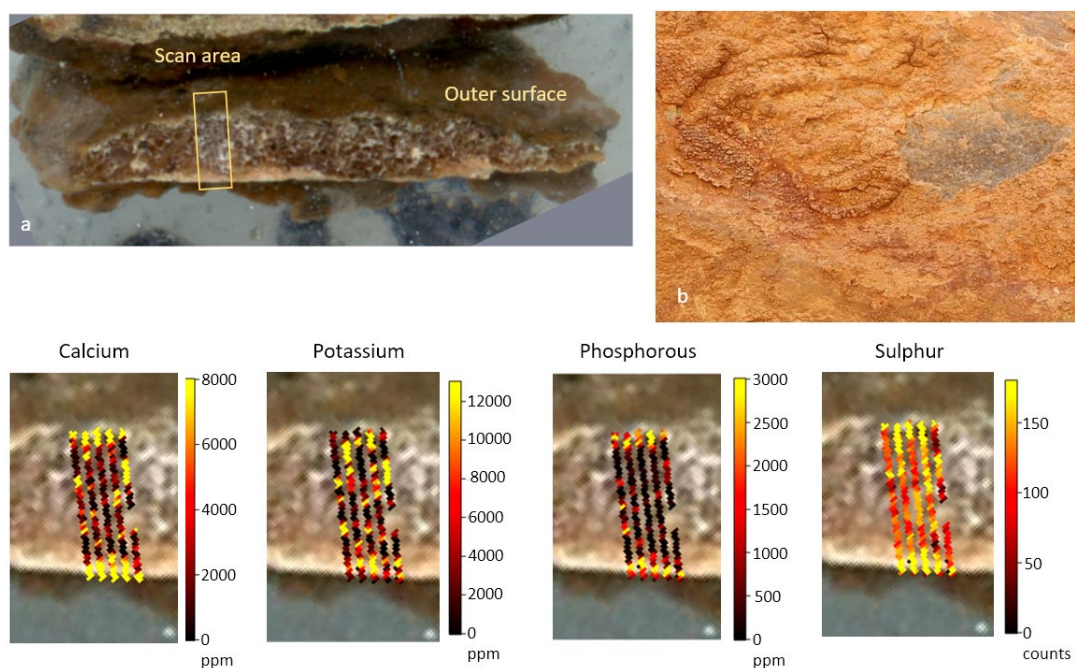 Scan area
Outer surface
a
b
Calcium
8000
6000
4000
2000
0
ppm
Potassium
12000
10000
8000
6000
4000
2000
0
ppm
Phosphorous
3000
2500
2000
1500
1000
500
0
ppm
Sulphur
150
100
50
0
counts